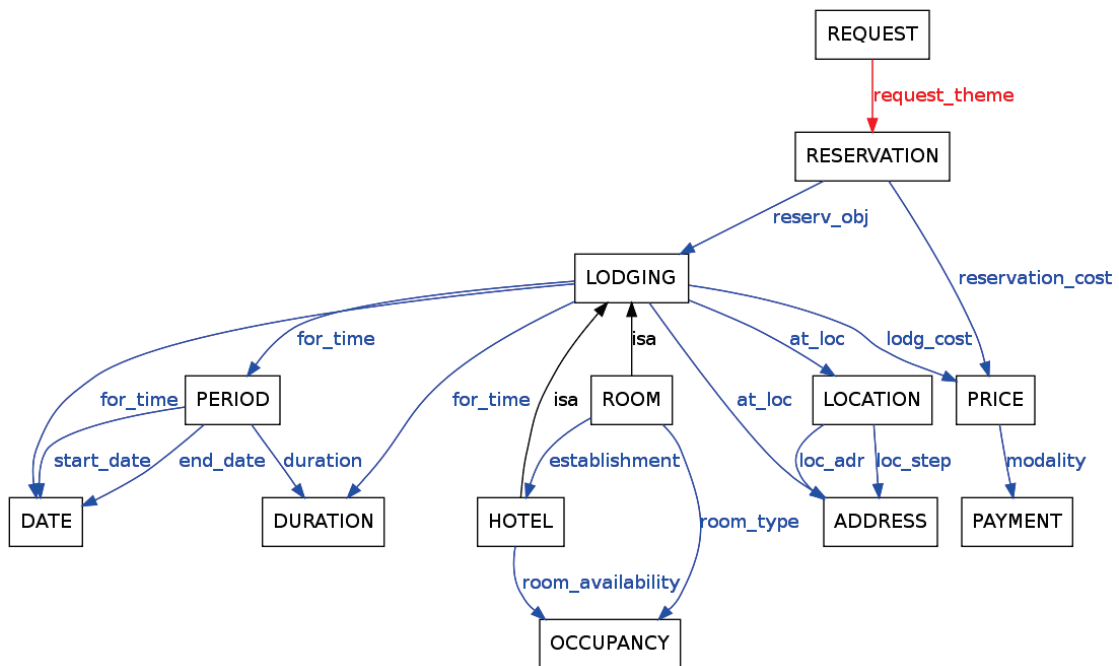 REQUEST
request_theme
RESERVATION
reserv_obj
LODGING
reservation_cost
for_time
isa
at_loc
lodg_cost
for_time
PERIOD
isa
for_time
ROOM
at_loc
LOCATION
PRICE
start_date
end_date
duration
establishment
loc_adr
loc_step
modality
DATE
DURATION
HOTEL
room_type
ADDRESS
PAYMENT
room_availability
OCCUPANCY